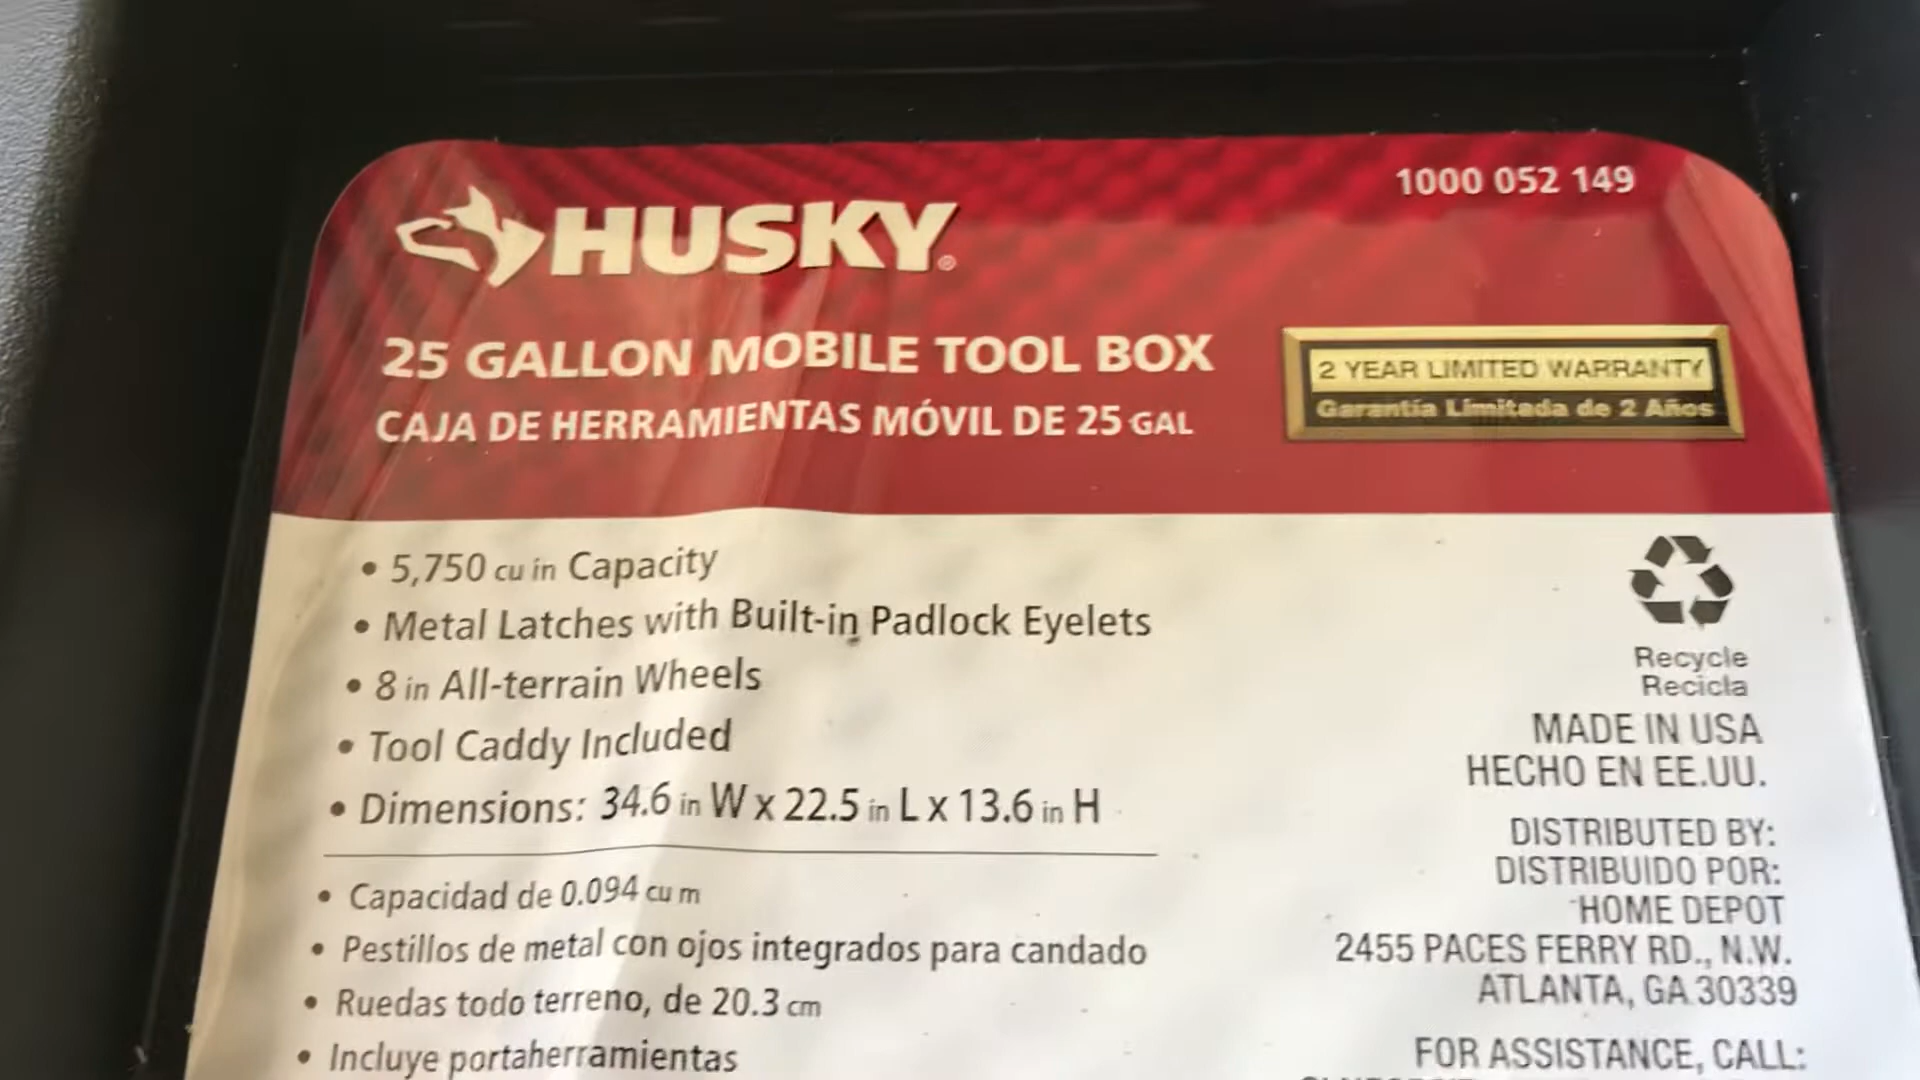 HUSKY®
1000 052 149
25 GALLON MOBILE TOOL BOX
CAJA DE HERRAMIENTAS MÓVIL DE 25 GAL
2 YEAR LIMITED WARRANTY
Garantía Limitada de 2 Años
• 5,750 cu in Capacity
• Metal Latches with Built-in Padlock Eyelets
• 8 in All-terrain Wheels
• Tool Caddy Included
• Dimensions: 34.6 in W x 22.5 in L x 13.6 in H
• Capacidad de 0.094 cu m
• Pestillos de metal con ojos integrados para candado
• Ruedas todo terreno, de 20.3 cm
• Incluye portaherramientas
Recycle
Recicla
MADE IN USA
HECHO EN EE.UU.
DISTRIBUTED BY:
DISTRIBUIDO POR:
HOME DEPOT
2455 PACES FERRY RD., N.W.
ATLANTA, GA 30339
FOR ASSISTANCE, CALL: